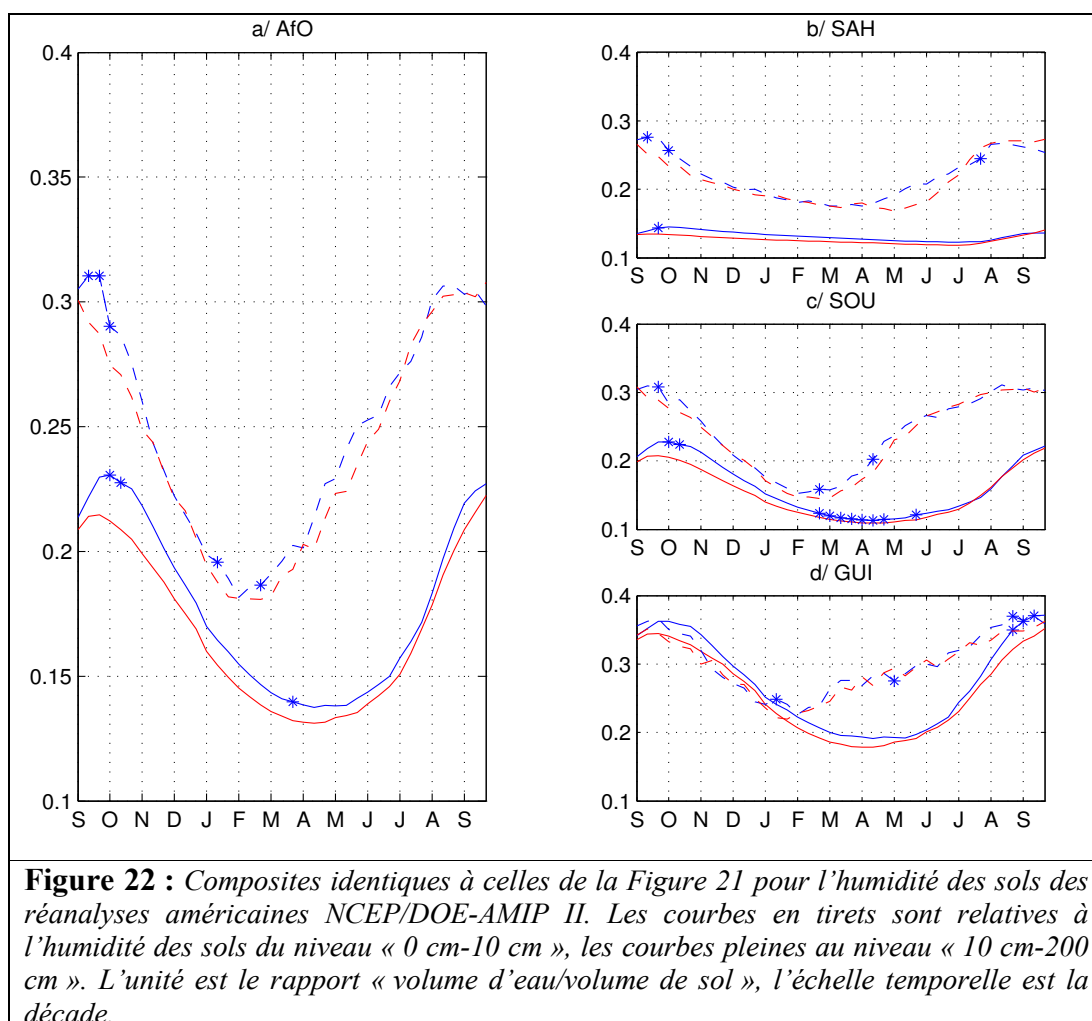 a/ AfO
0.4
0.35
0.3
0.25
0.2
0.15
0.1
S O N D J F M A M J J A S
b/ SAH
0.4
0.3
0.2
0.1
S O N D J F M A M J J A S
c/ SOU
0.4
0.3
0.2
0.1
S O N D J F M A M J J A S
d/ GUI
0.4
0.3
0.2
0.1
S O N D J F M A M J J A S
Figure 22 : Composites identiques à celles de la Figure 21 pour l’humidité des sols des
réanalyses américaines NCEP/DOE-AMIP II. Les courbes en tirets sont relatives à
l’humidité des sols du niveau « 0 cm-10 cm », les courbes pleines au niveau « 10 cm-200
cm ». L’unité est le rapport « volume d’eau/volume de sol », l’échelle temporelle est la
décade.